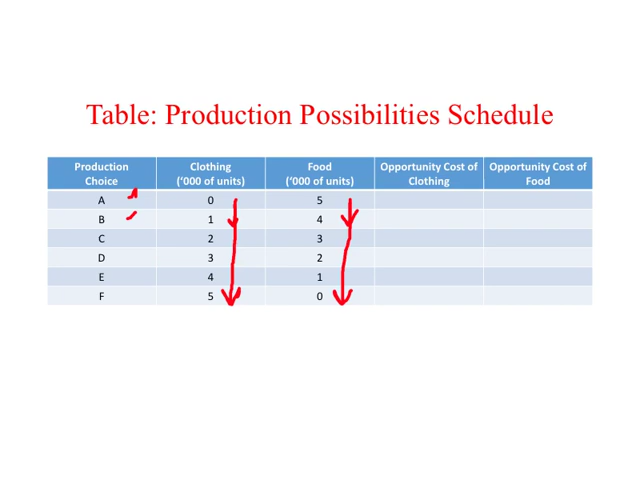 Table: Production Possibilities Schedule
Production Choice Clothing (‘000 of units) Food (‘000 of units) Opportunity Cost of Clothing Opportunity Cost of Food
A 0 5
B 1 4
C 2 3
D 3 2
E 4 1
F 5 0